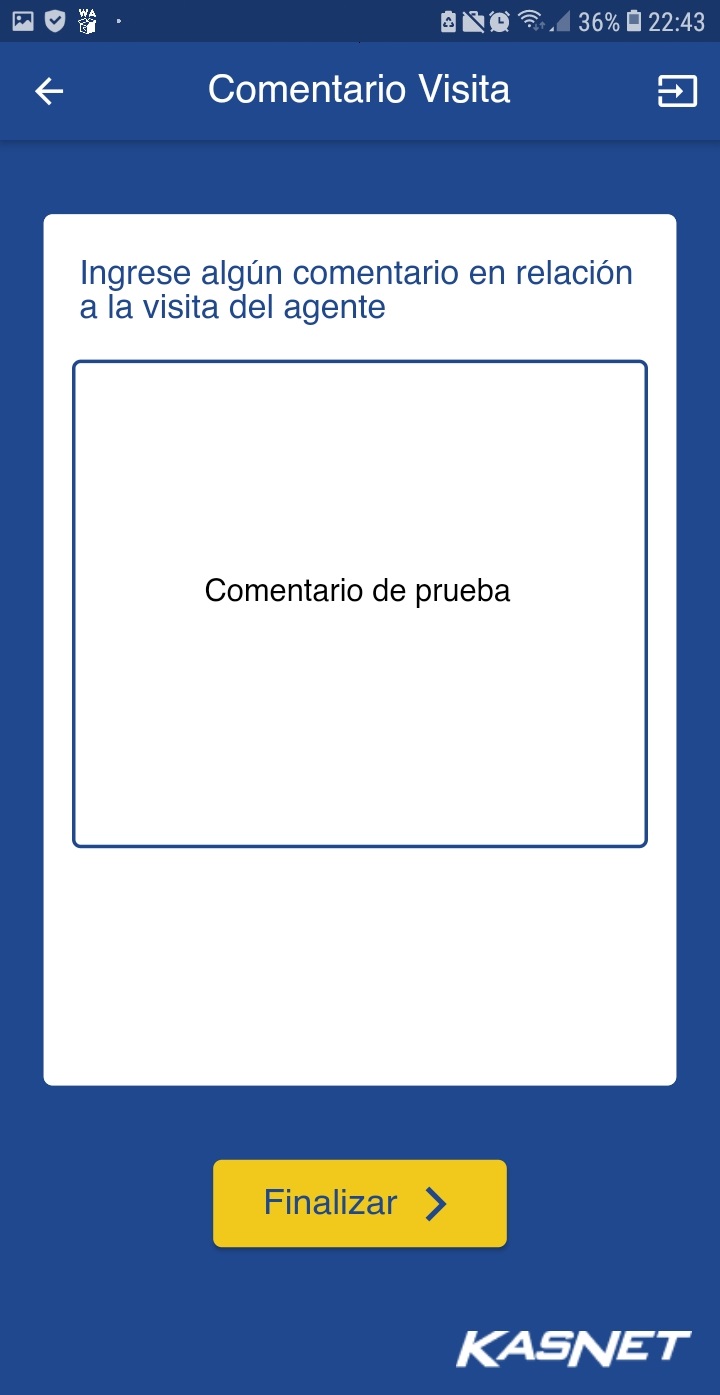 WA
36% 22:43
Comentario Visita
Ingrese algún comentario en relación
a la visita del agente
Comentario de prueba
Finalizar
KASNET